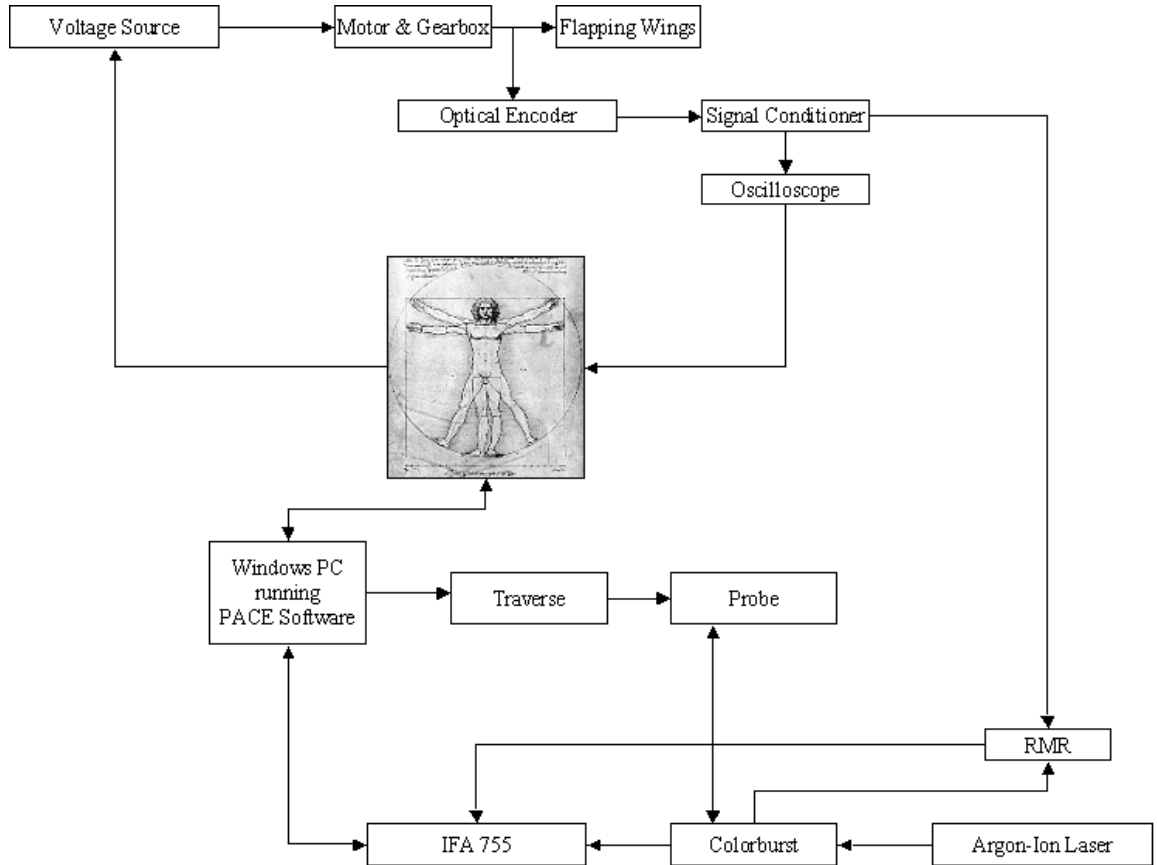 Voltage Source
Motor & Gearbox
Flapping Wings
Optical Encoder
Signal Conditioner
Oscilloscope
Windows PC
running
PACE Software
Traverse
Probe
RMR
IFA 755
Colorburst
Argon-Ion Laser